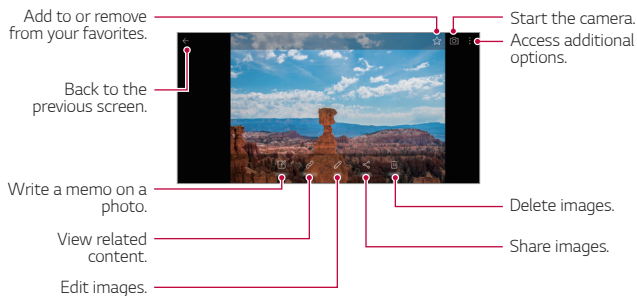 Add to or remove
from your favorites.
Start the camera.
Access additional
options.
Back to the
previous screen.
Write a memo on a
photo.
Delete images.
View related
content.
Share images.
Edit images.